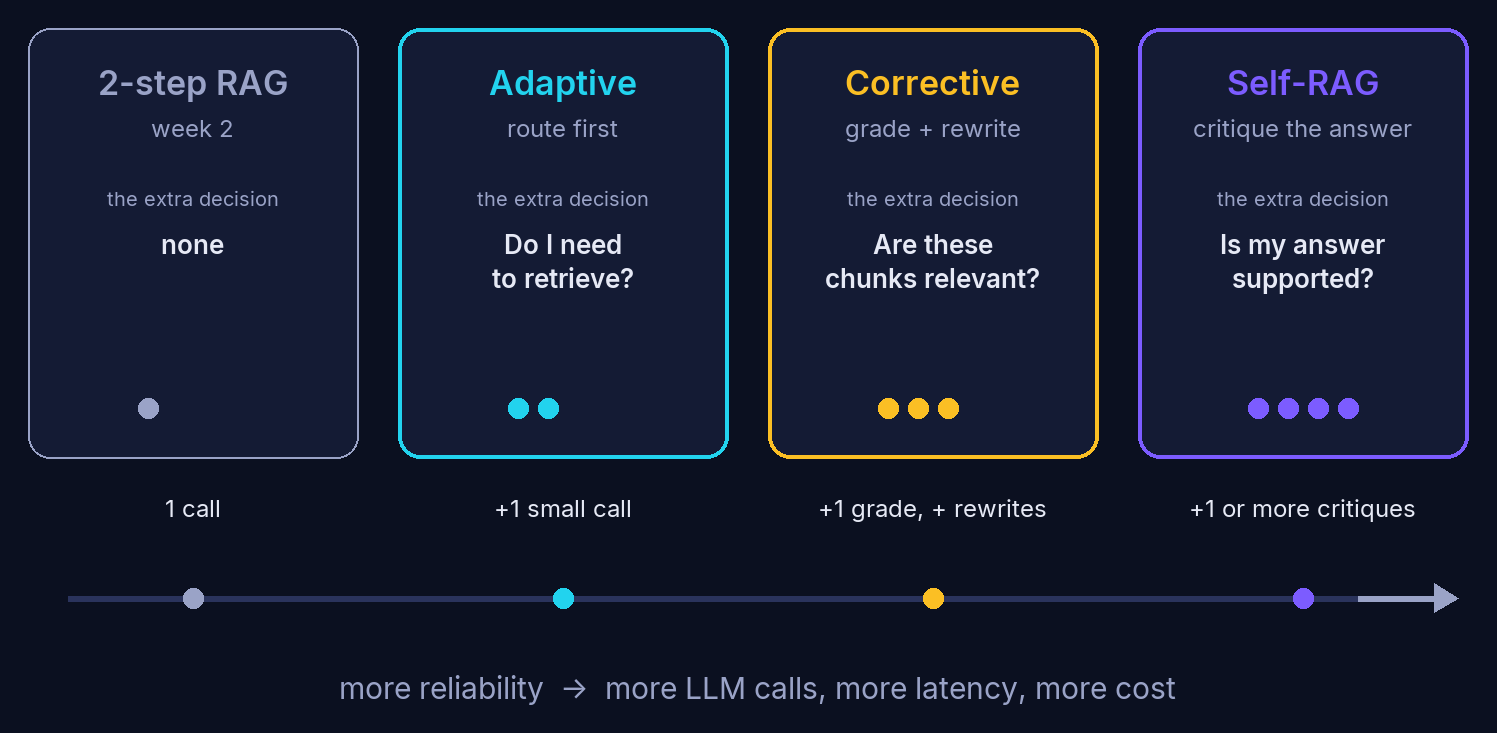 2-step RAG
week 2
the extra decision
none
1 call
Adaptive
route first
the extra decision
Do I need
to retrieve?
+1 small call
Corrective
grade + rewrite
the extra decision
Are these
chunks relevant?
+1 grade, + rewrites
Self-RAG
critique the answer
the extra decision
Is my answer
supported?
+1 or more critiques
more reliability → more LLM calls, more latency, more cost